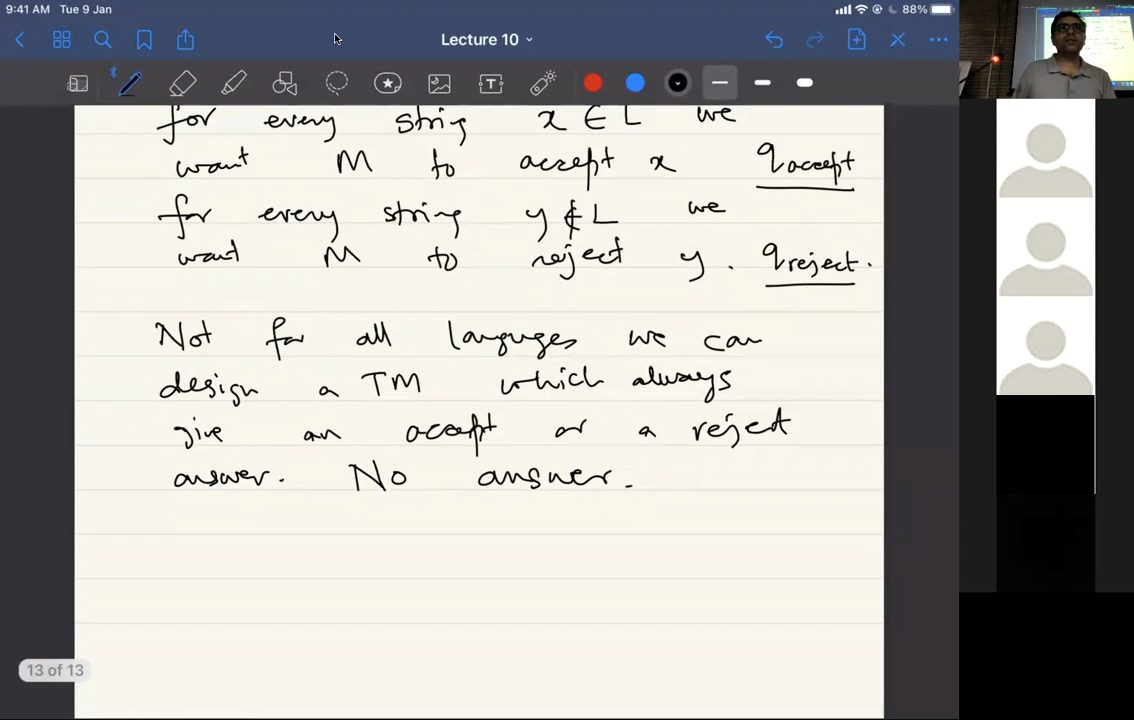 9:41 AM Tue 9 Jan
88%
Lecture 10
for every string x ∈ L we
want M to accept x q accept
for every string y ∉ L we
want M to reject y. q reject.
Not for all languages we can
design a TM which always
give an accept or a reject
answer. No answer.
13 of 13